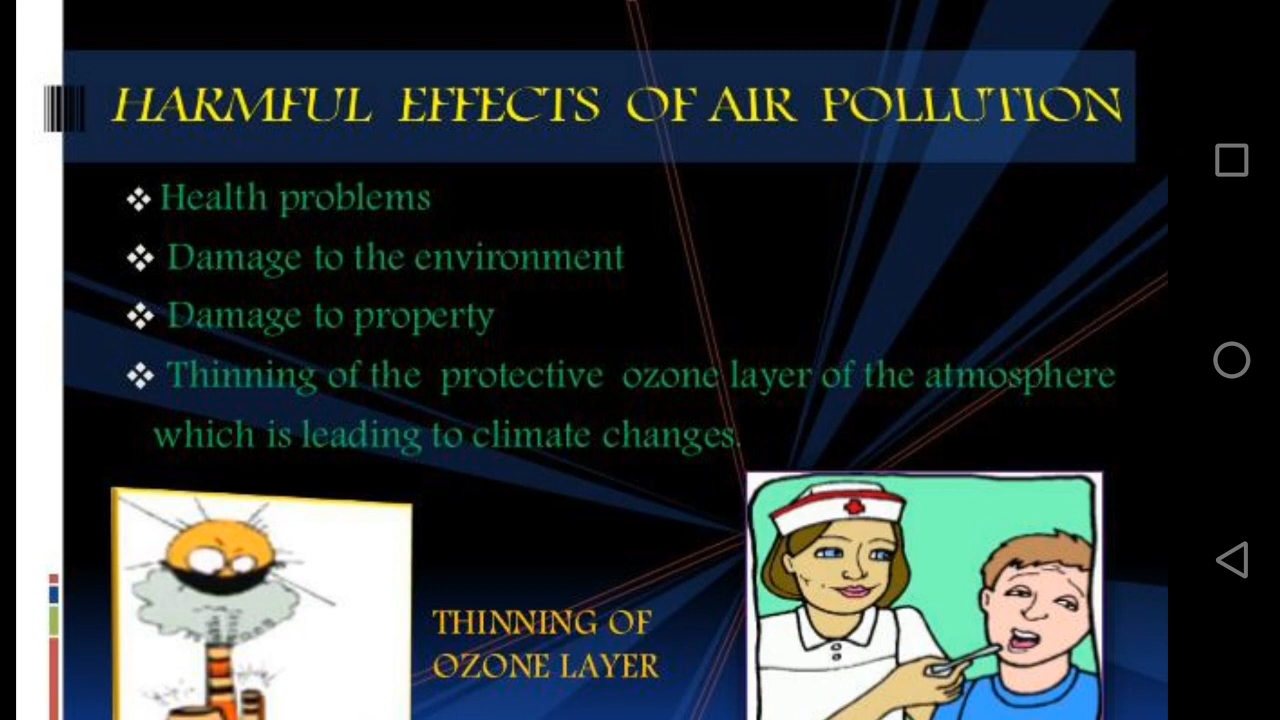 HARMFUL EFFECTS OF AIR POLLUTION
❖ Health problems
❖ Damage to the environment
❖ Damage to property
❖ Thinning of the protective ozone layer of the atmosphere
which is leading to climate changes.
THINNING OF
OZONE LAYER